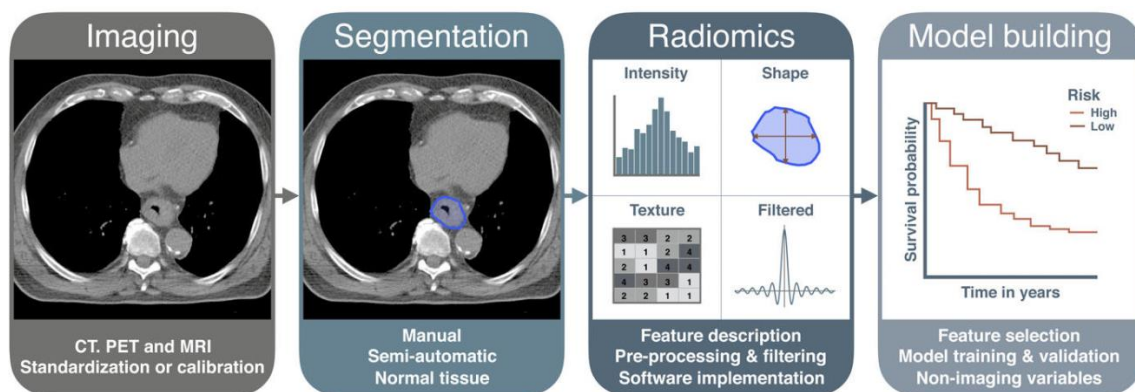 Imaging
CT. PET and MRI
Standardization or calibration
Segmentation
Manual
Semi-automatic
Normal tissue
Radiomics
Intensity
Shape
Texture
3 3 2 2
1 1 2 4
2 1 4 4
4 3 3 1
2 2 1 1
Filtered
Feature description
Pre-processing & filtering
Software implementation
Model building
Risk
High
Low
Survival probability
Time in years
Feature selection
Model training & validation
Non-imaging variables